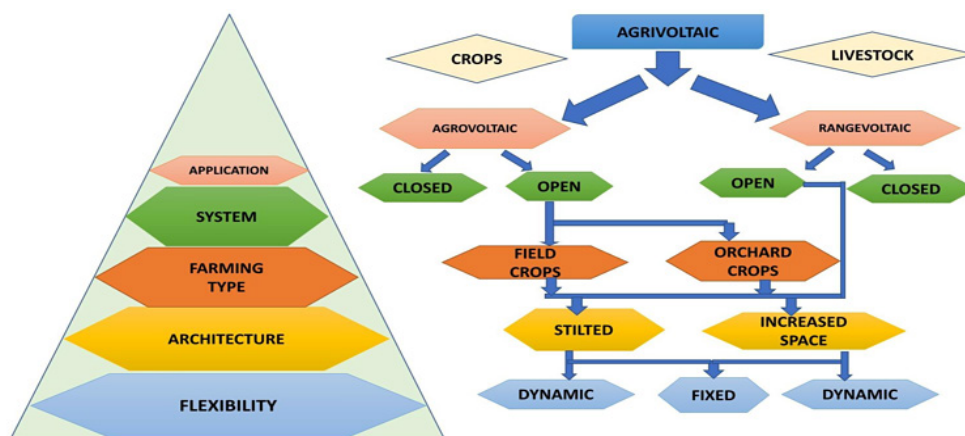 APPLICATION
SYSTEM
FARMING
TYPE
ARCHITECTURE
FLEXIBILITY
AGRIVOLTAIC
CROPS
LIVESTOCK
AGROVOLTAIC
RANGEVOLTAIC
CLOSED
OPEN
OPEN
CLOSED
FIELD
CROPS
ORCHARD
CROPS
STILTED
INCREASED
SPACE
DYNAMIC
FIXED
DYNAMIC